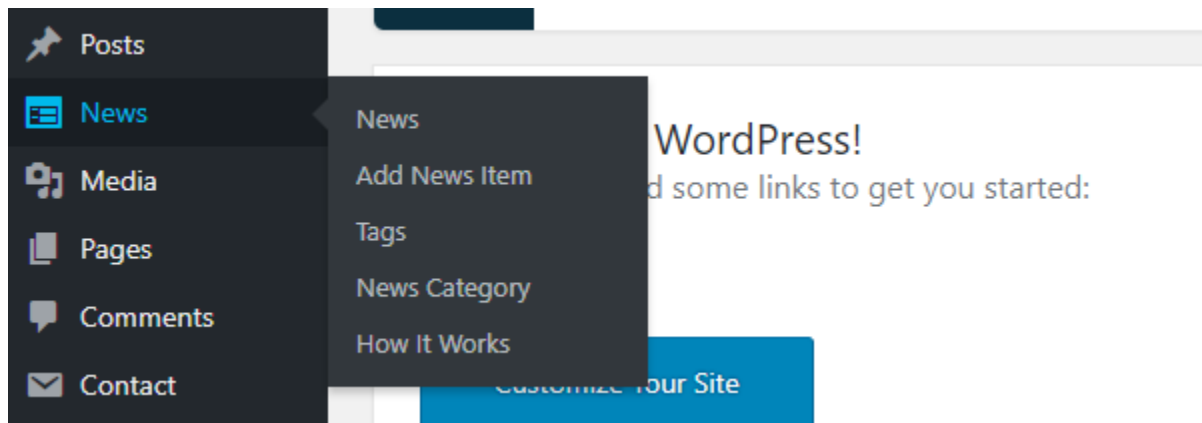 Posts
News
Media
Pages
Comments
Contact
News
Add News Item
Tags
News Category
How It Works
WordPress!
some links to get you started:
Customize Your Site